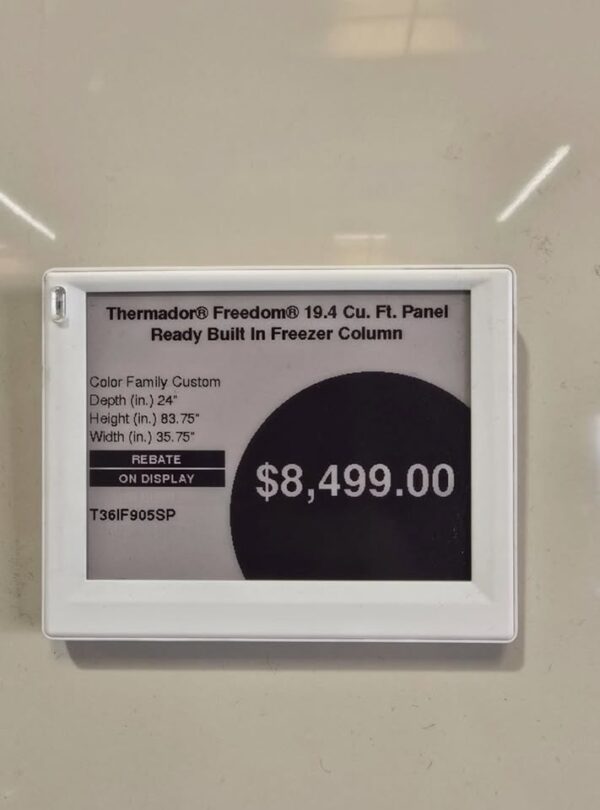 Thermador® Freedom® 19.4 Cu. Ft. Panel
Ready Built In Freezer Column
Color Family Custom
Depth (in.) 24"
Height (in.) 83.75"
Width (in.) 35.75"
REBATE
ON DISPLAY
$8,499.00
T36IF905SP